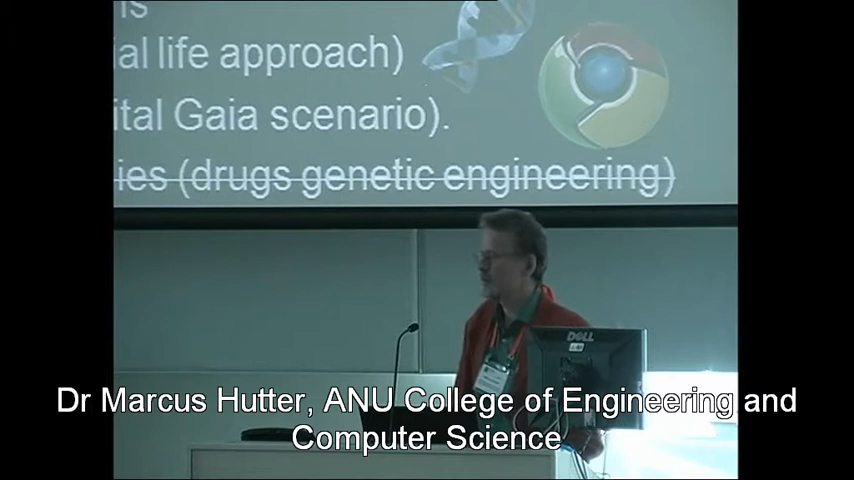 ns
ial life approach)
ital Gaia scenario).
ies (drugs genetic engineering)
DELL
Dr Marcus Hutter, ANU College of Engineering and
Computer Science